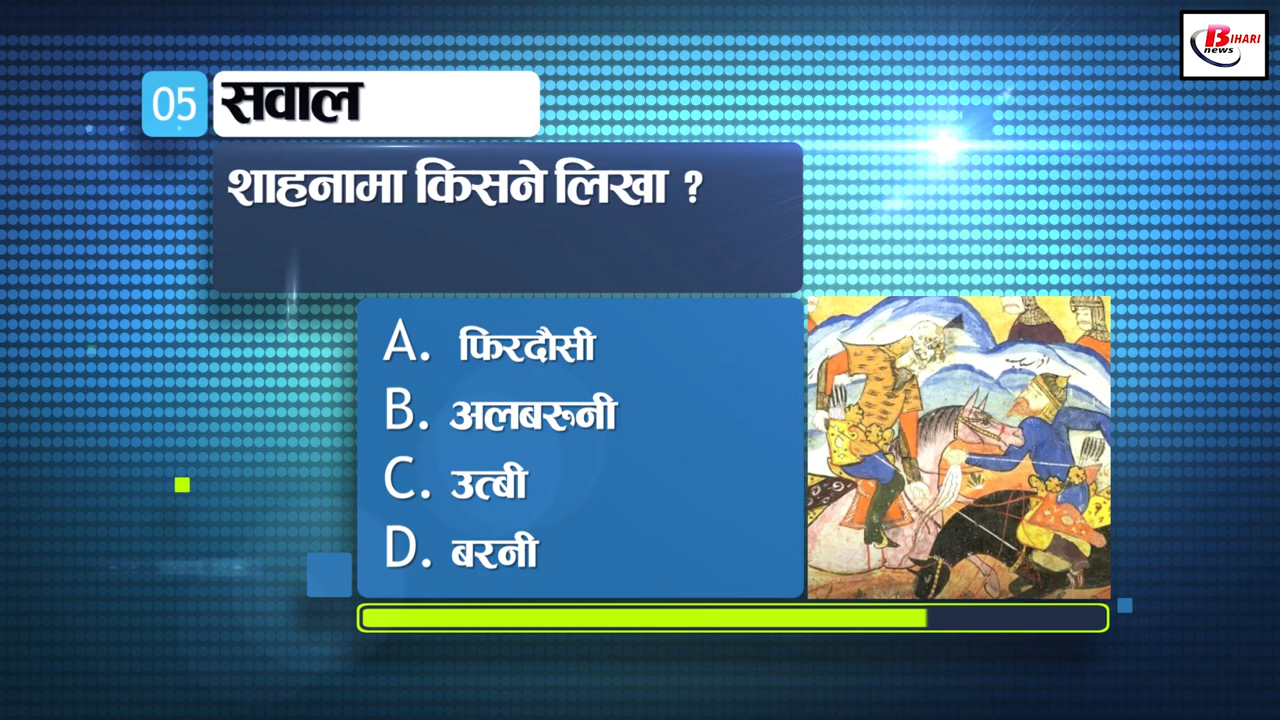 BIHARI
news
05 सवाल
शाहनामा किसने लिखा ?
A. फिरदौसी
B. अलबरूनी
C. उत्बी
D. बरनी